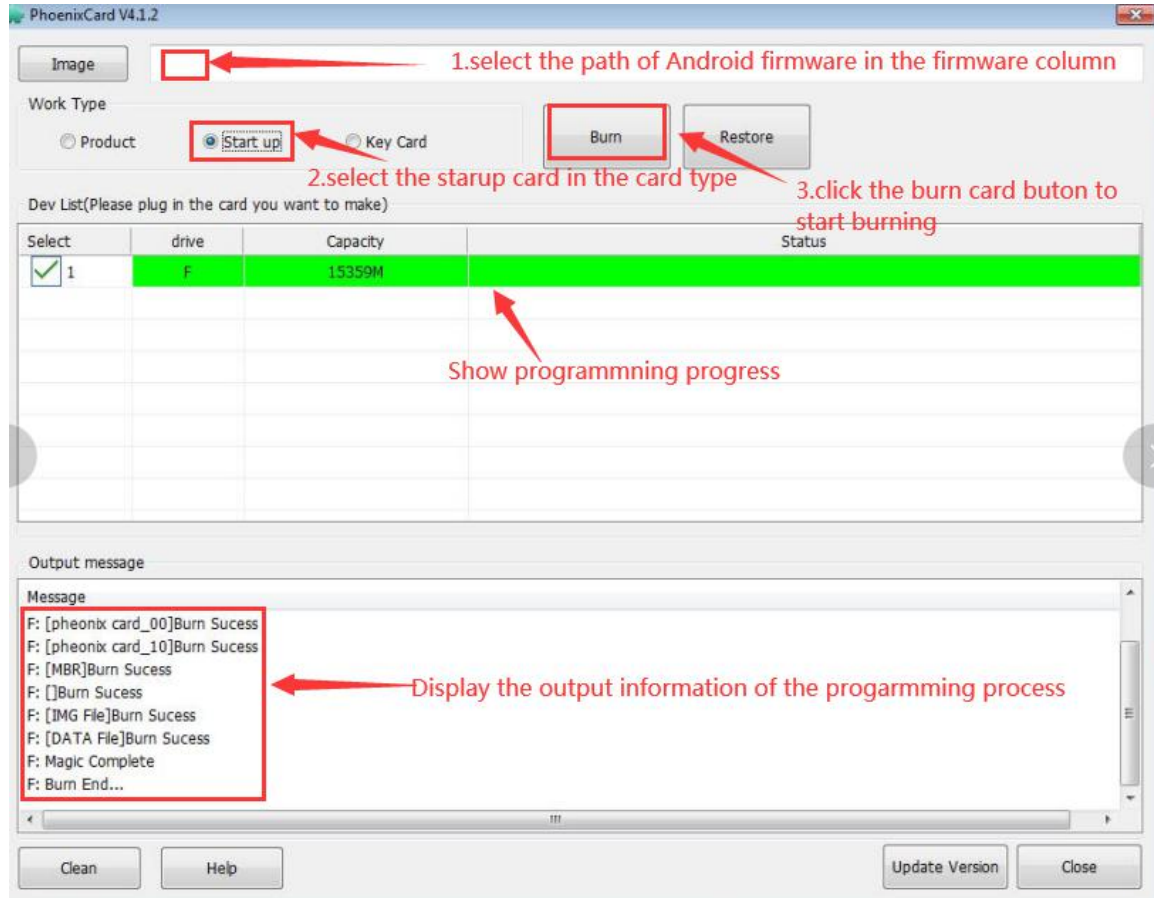 PhoenixCard V4.1.2
Image
1.select the path of Android firmware in the firmware column
Work Type
Product
Start up
Key Card
Burn
Restore
2.select the starup card in the card type
3.click the burn card buton to
start burning
Dev List(Please plug in the card you want to make)
Select drive Capacity Status
1 F 15359M
Show programmning progress
Output message
Message
F: [pheonix card_00]Burn Sucess
F: [pheonix card_10]Burn Sucess
F: [MBR]Burn Sucess
F: []Burn Sucess
F: [IMG File]Burn Sucess
F: [DATA File]Burn Sucess
F: Magic Complete
F: Burn End...
Display the output information of the progarmming process
Clean
Help
Update Version
Close